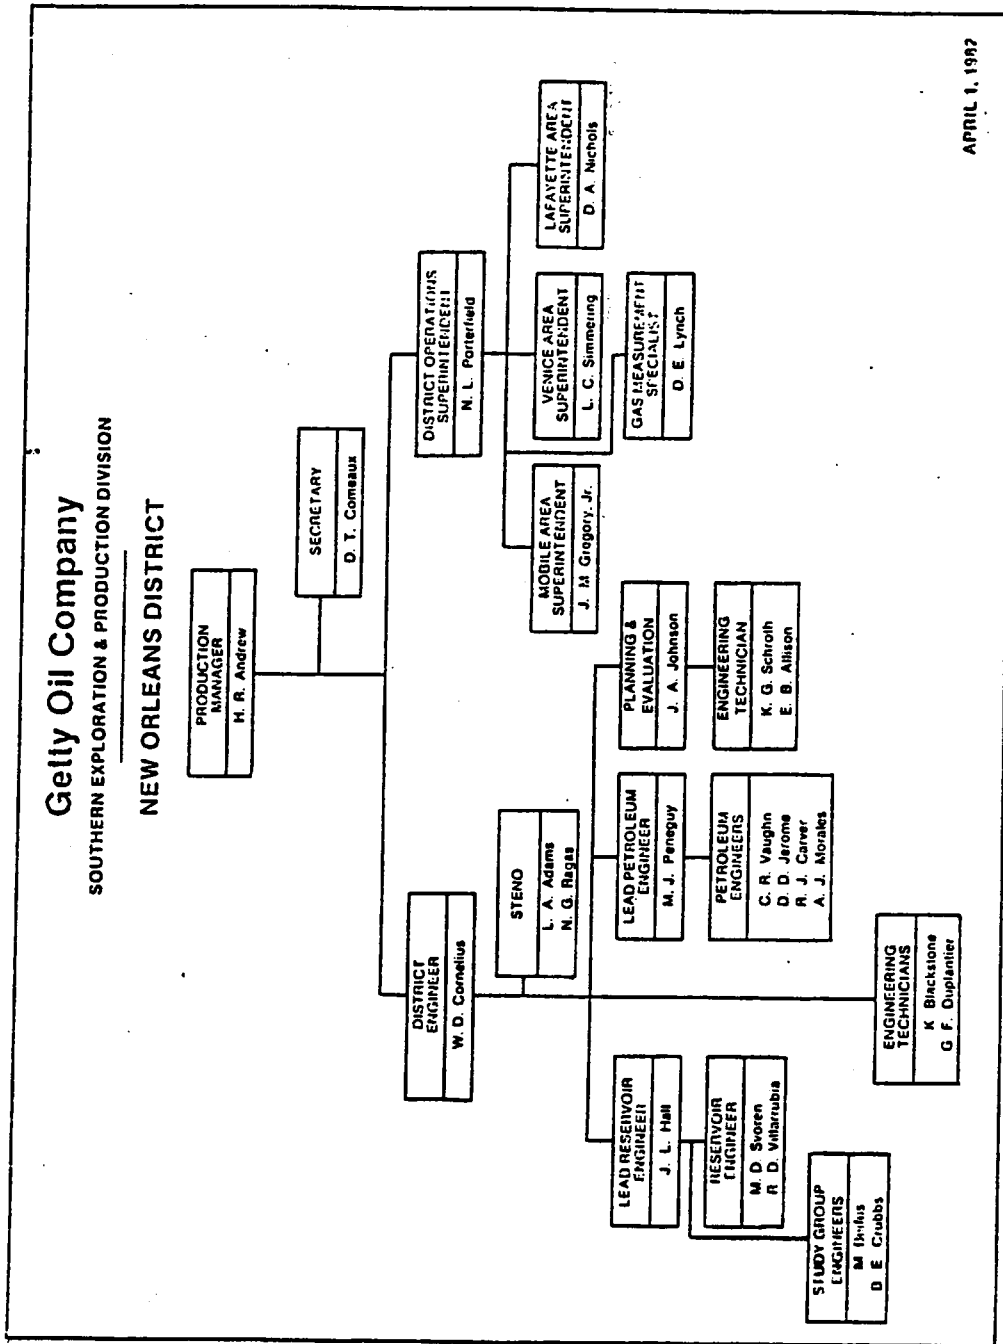 Getty Oil Company
SOUTHERN EXPLORATION & PRODUCTION DIVISION
NEW ORLEANS DISTRICT
PRODUCTION
MANAGER
H. R. Andrew
SECRETARY
D. T. Comeaux
DISTRICT
ENGINEER
W. D. Cornelius
DISTRICT OPERATIONS
SUPERINTENDENT
N. L. Porterfield
STENO
L. A. Adams
N. G. Ragas
MOBILE AREA
SUPERINTENDENT
J. M Gregory, Jr.
VENICE AREA
SUPERINTENDENT
L. C. Simmering
LAFAYETTE AREA
SUPERINTENDENT
D. A. Nichols
GAS MEASUREMENT
SPECIALIST
D. E. Lynch
LEAD RESERVOIR
ENGINEER
J. L. Hall
LEAD PETROLEUM
ENGINEER
M. J. Peneguy
PLANNING &
EVALUATION
J. A. Johnson
RESERVOIR
ENGINEER
M. D. Svoren
R. D. Villarrubia
PETROLEUM
ENGINEERS
C. R. Vaughn
D. D. Jerome
R. J. Carver
A. J. Morales
ENGINEERING
TECHNICIAN
K. G. Schroth
E. B. Allison
STUDY GROUP
ENGINEERS
M
D E Crubbs
ENGINEERING
TECHNICIANS
K Blackstone
G F. Duplantier
APRIL 1, 1982